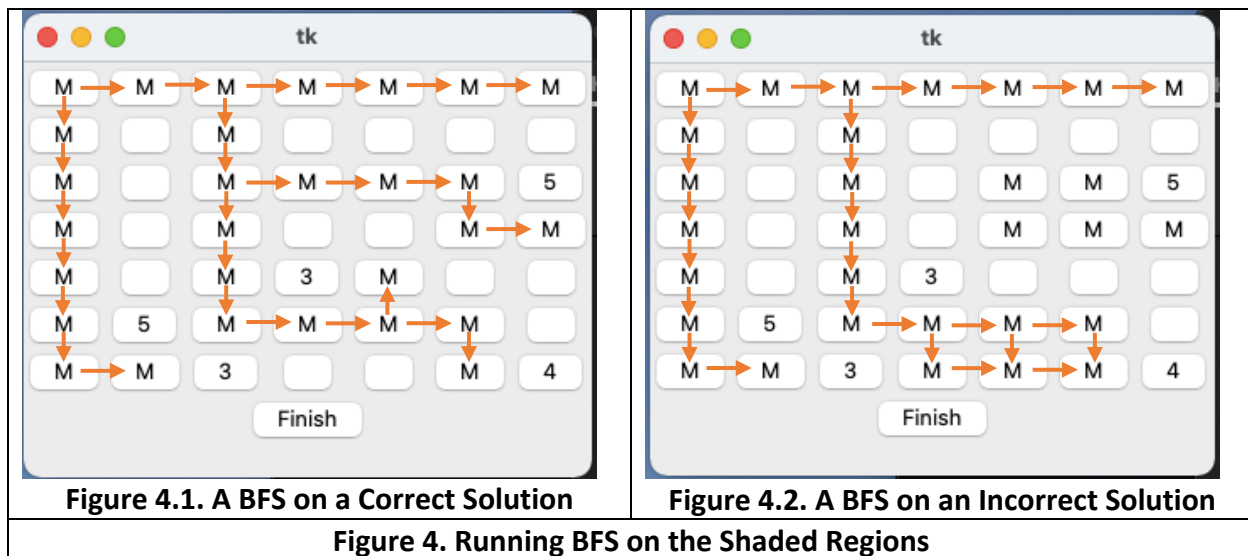 tk
M M M M M M M
M M
M M M M M 5
M M M M
M M 3 M
M 5 M M M M
M M 3 M 4
Finish
Figure 4.1. A BFS on a Correct Solution
tk
M M M M M M M
M M
M M M M 5
M M M M M
M M 3
M 5 M M M M
M M 3 M M M 4
Finish
Figure 4.2. A BFS on an Incorrect Solution
Figure 4. Running BFS on the Shaded Regions